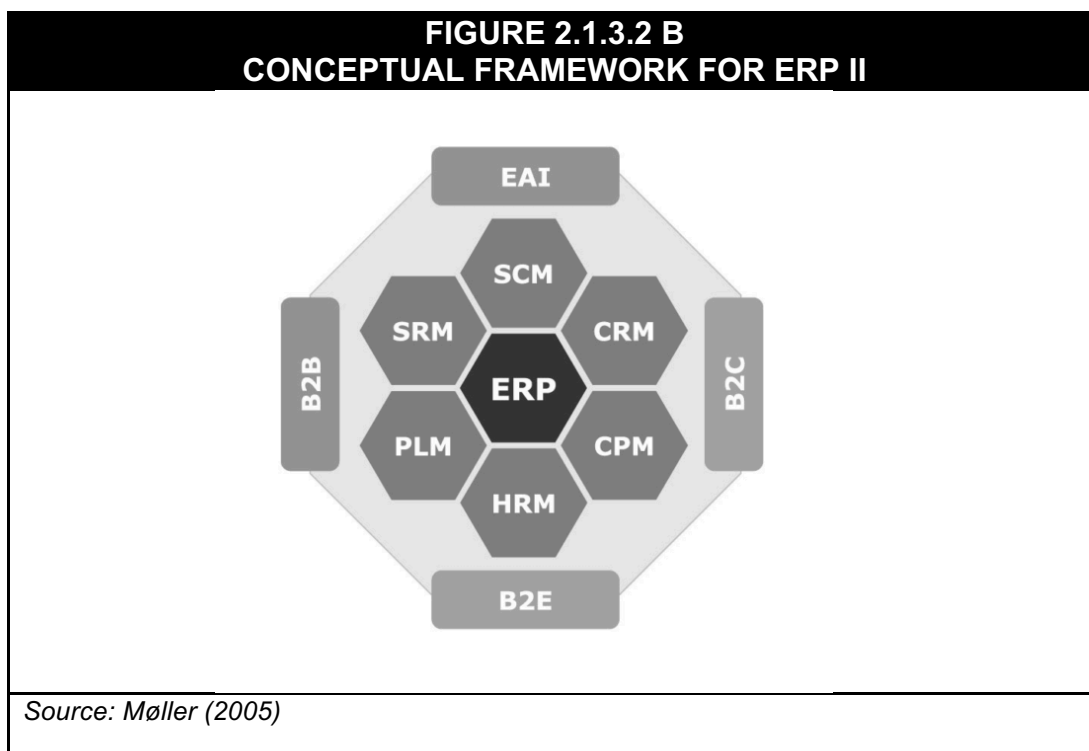 FIGURE 2.1.3.2 B
CONCEPTUAL FRAMEWORK FOR ERP II
EAI
SCM
SRM
CRM
B2B
ERP
B2C
PLM
CPM
HRM
B2E
Source: Møller (2005)